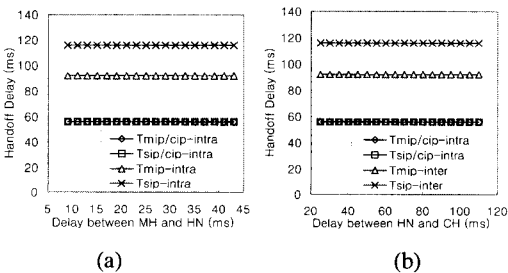 140
120
100
80
60
40
20
0
Handoff Delay (ms)
Tmip/cip-intra
Tsip/cip-intra
Tmip-intra
Tsip-intra
5 10 15 20 25 30 35 40 45
Delay between MH and HN (ms)
(a)
140
120
100
80
60
40
20
0
Handoff Delay (ms)
Tmip/cip-intra
Tsip/cip-intra
Tmip-inter
Tsip-inter
20 40 60 80 100 120
Delay between HN and CH (ms)
(b)